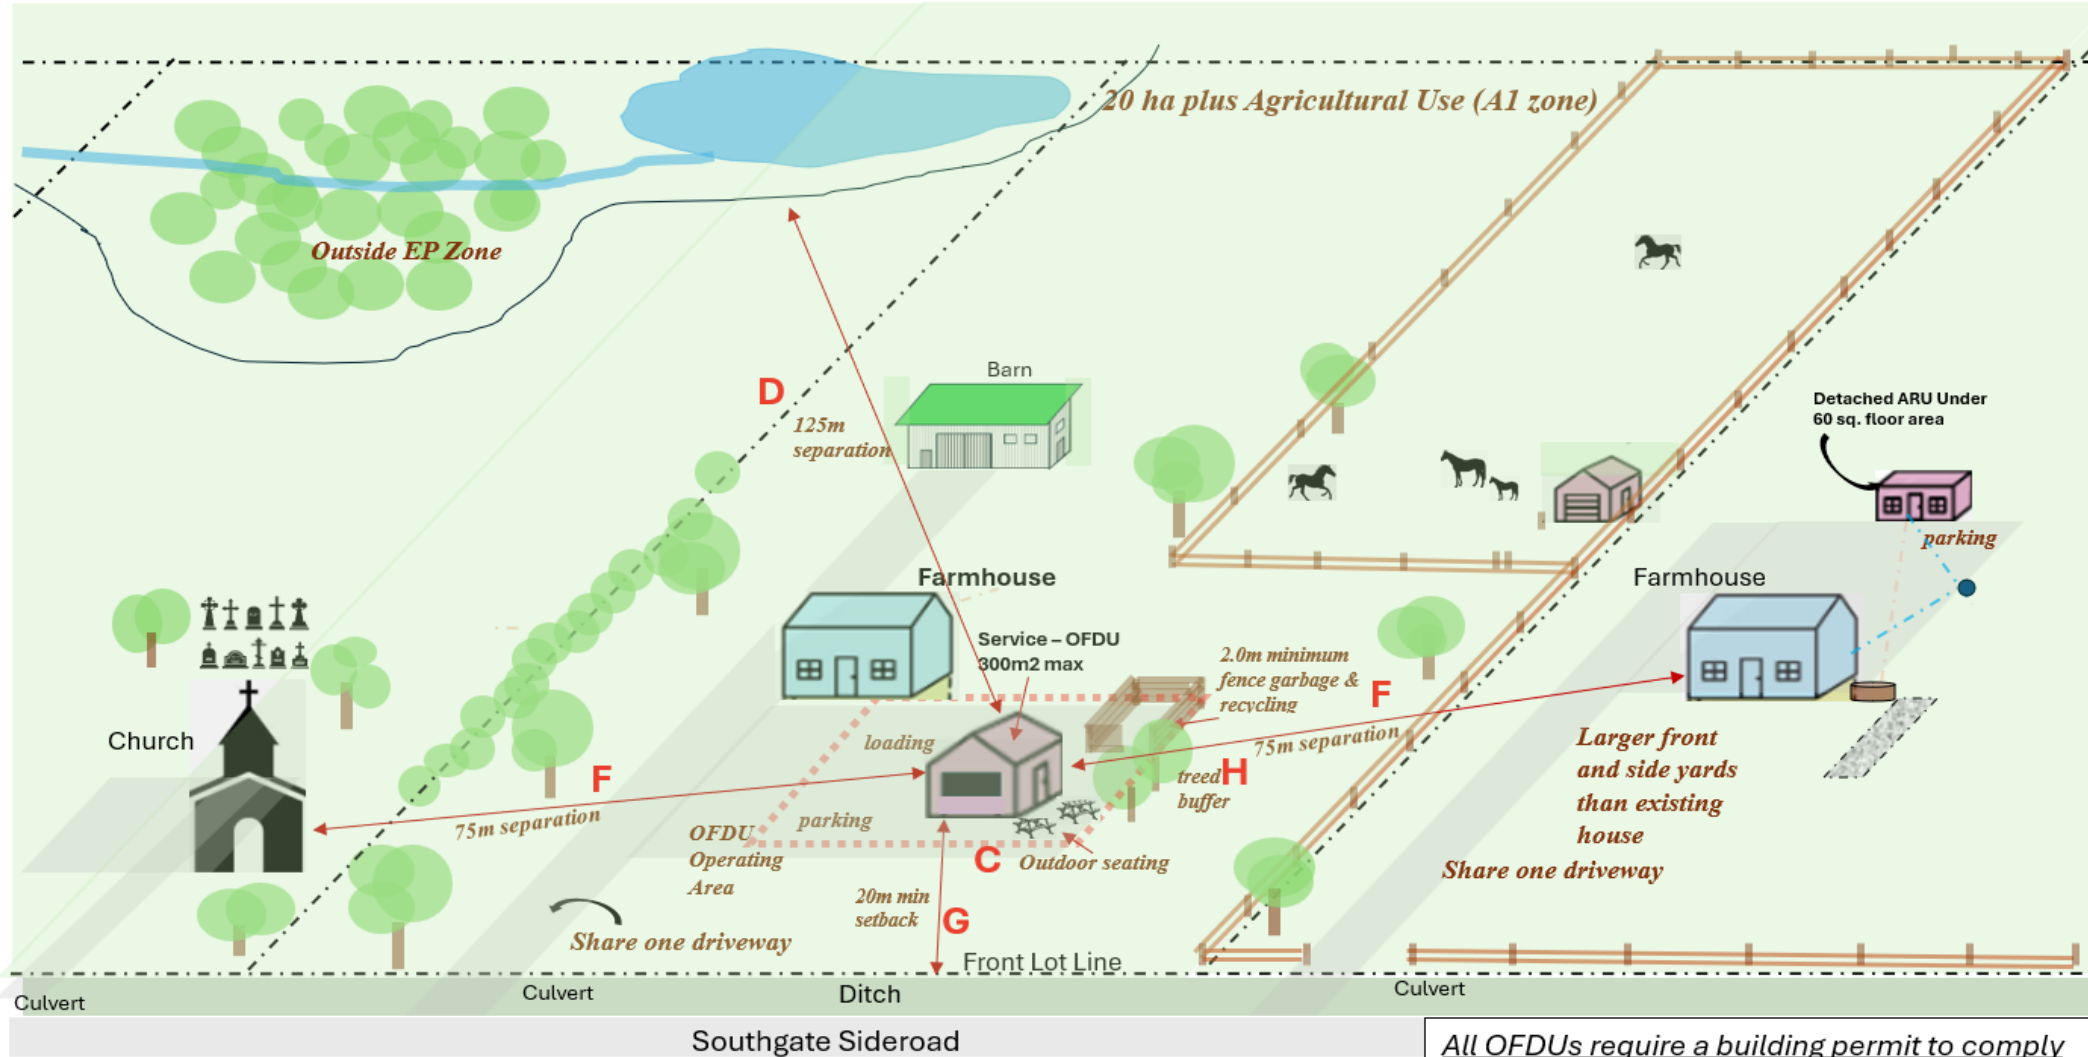 20 ha plus Agricultural Use (A1 zone)
Outside EP Zone
D
125m
separation
Barn
Detached ARU Under
60 sq. floor area
parking
Farmhouse
Farmhouse
Service – OFDU
300m2 max
2.0m minimum
fence garbage &
recycling
F
75m separation
Church
loading
F
75m separation
H
treed
buffer
parking
OFDU
Operating
Area
C
Outdoor seating
Larger front
and side yards
than existing
house
Share one driveway
20m min
setback
G
Share one driveway
Front Lot Line
Culvert
Culvert
Ditch
Culvert
Southgate Sideroad
All OFDUs require a building permit to comply